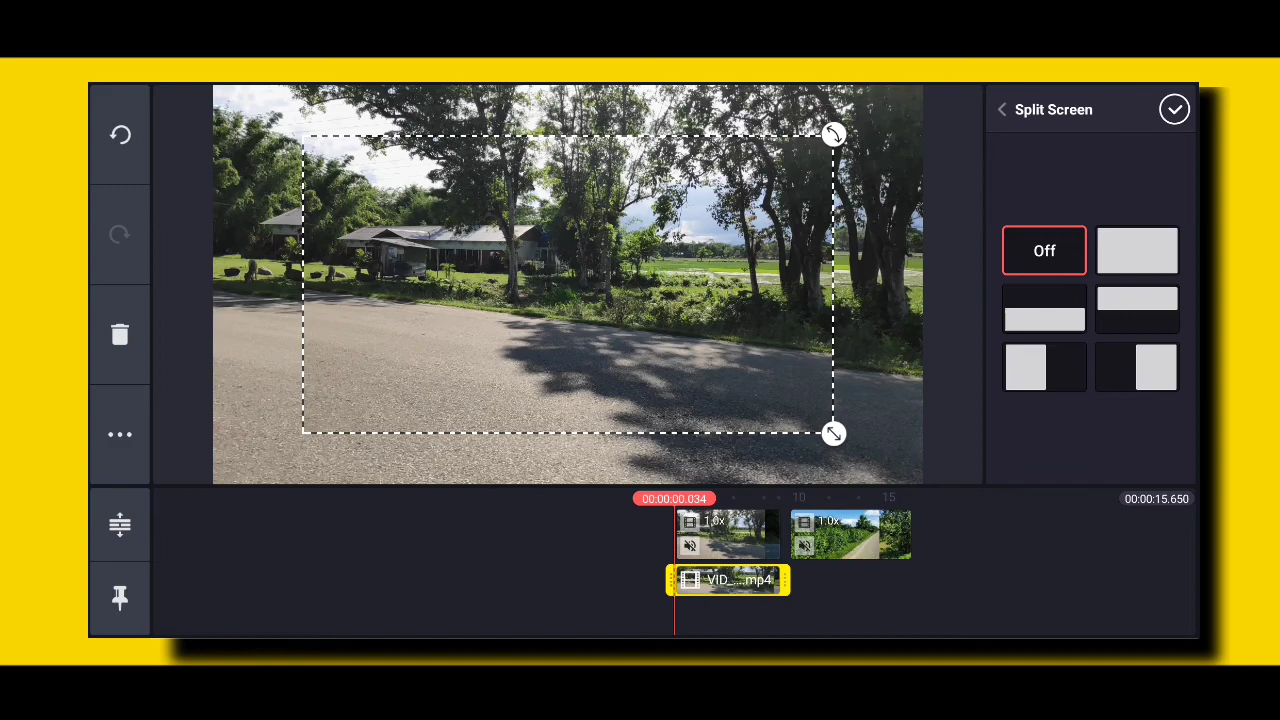 Split Screen
Off
00:00:00.034
10
15
00:00:15.650
1.0x
1.0x
VID_....mp4